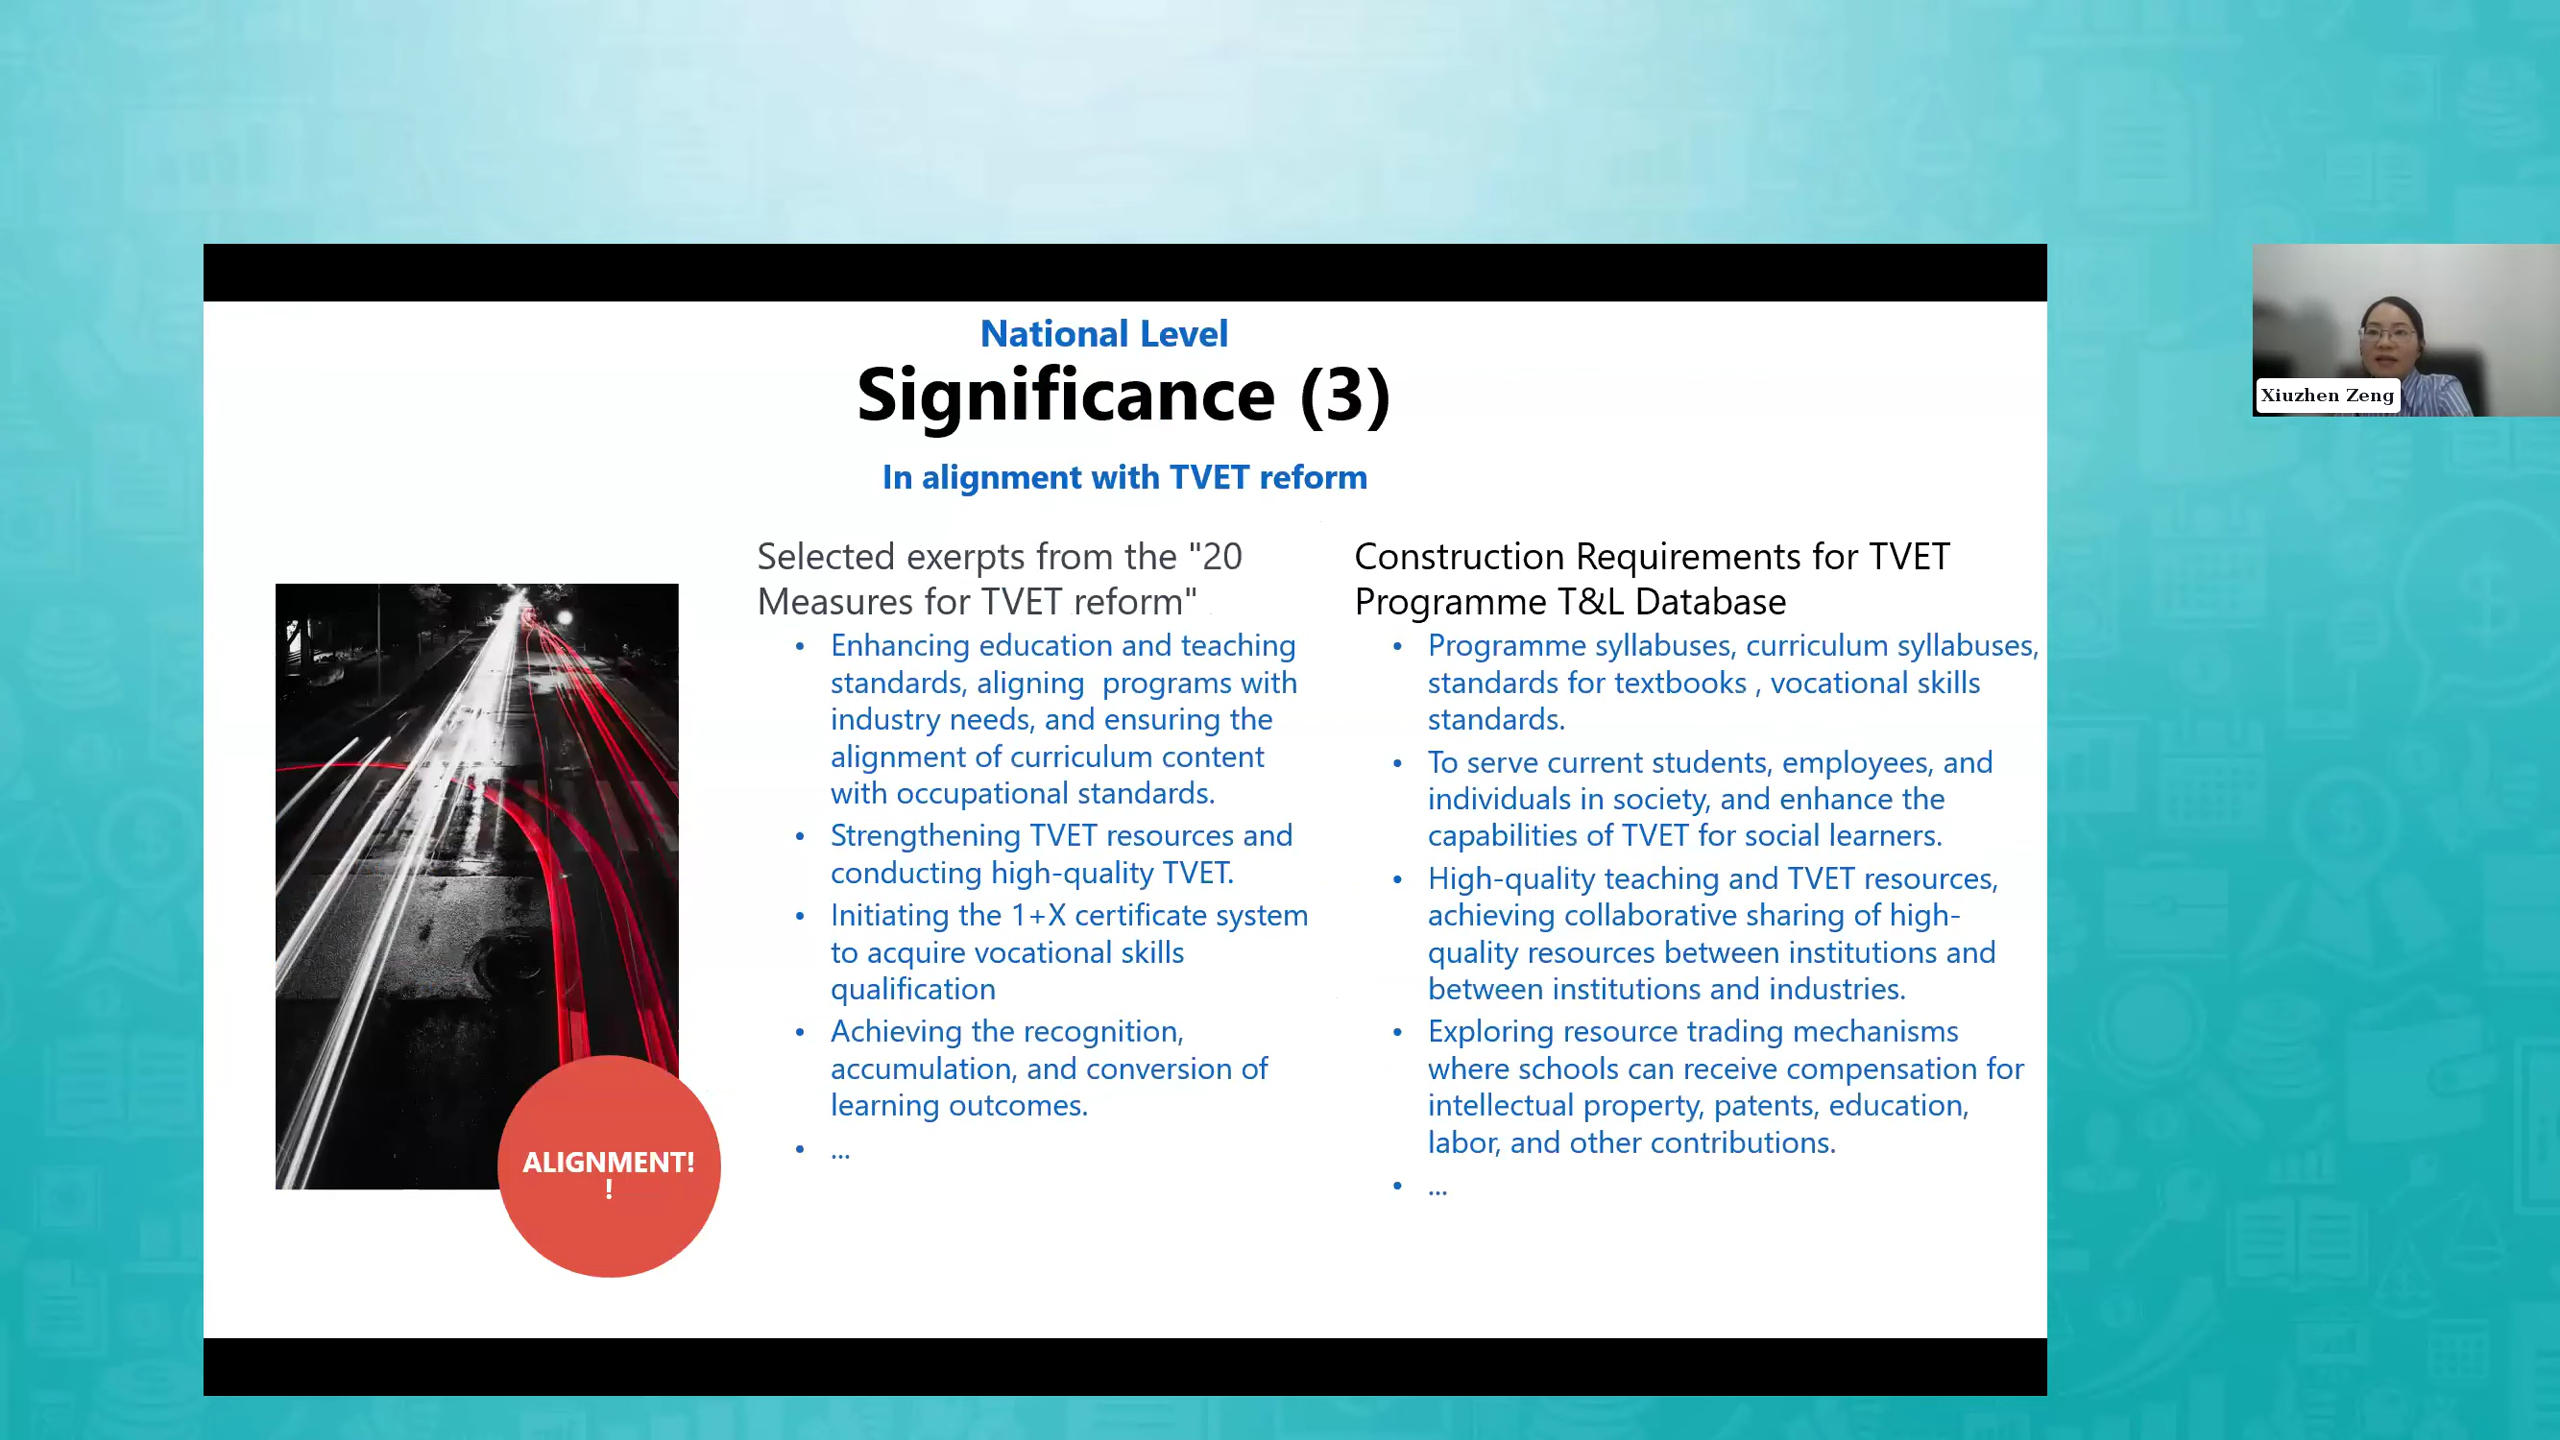 National Level
Significance (3)
In alignment with TVET reform
Selected exerpts from the "20
Measures for TVET reform"
• Enhancing education and teaching
standards, aligning  programs with
industry needs, and ensuring the
alignment of curriculum content
with occupational standards.
• Strengthening TVET resources and
conducting high-quality TVET.
• Initiating the 1+X certificate system
to acquire vocational skills
qualification
• Achieving the recognition,
accumulation, and conversion of
learning outcomes.
• ...
Construction Requirements for TVET
Programme T&L Database
• Programme syllabuses, curriculum syllabuses,
standards for textbooks , vocational skills
standards.
• To serve current students, employees, and
individuals in society, and enhance the
capabilities of TVET for social learners.
• High-quality teaching and TVET resources,
achieving collaborative sharing of high-
quality resources between institutions and
between institutions and industries.
• Exploring resource trading mechanisms
where schools can receive compensation for
intellectual property, patents, education,
labor, and other contributions.
• ...
ALIGNMENT!
!
Xiuzhen Zeng